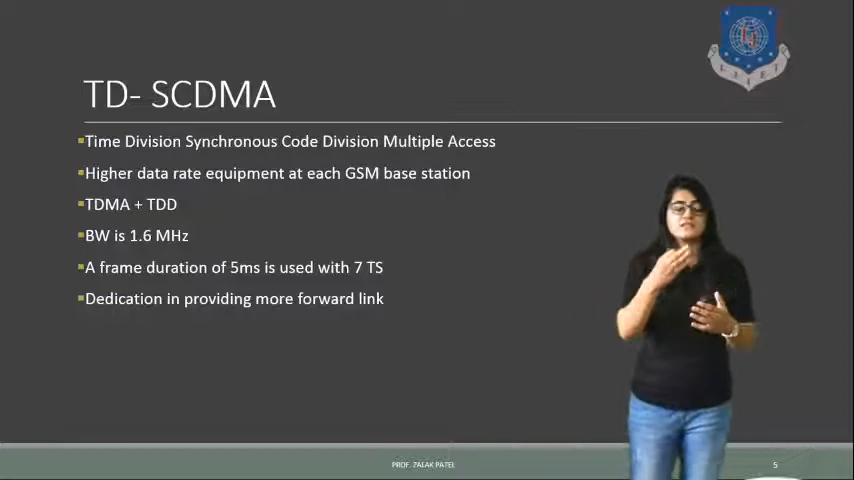 TD- SCDMA
Time Division Synchronous Code Division Multiple Access
Higher data rate equipment at each GSM base station
TDMA + TDD
BW is 1.6 MHz
A frame duration of 5ms is used with 7 TS
Dedication in providing more forward link
PROF. ZALAK PATEL
5